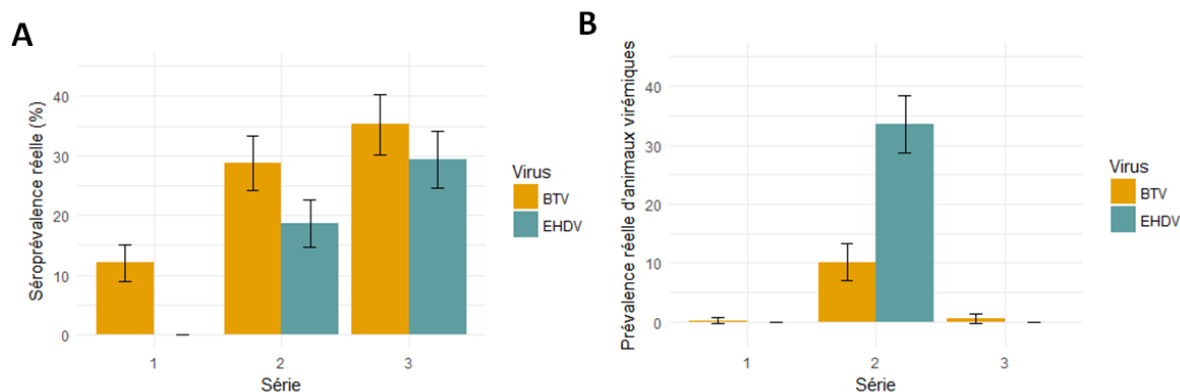 A
Séroprévalence réelle (%)
40
30
20
10
0
1
2
3
Série
Virus
BTV
EHDV
B
Prévalence réelle d'animaux virémiques
40
30
20
10
0
1
2
3
Série
Virus
BTV
EHDV